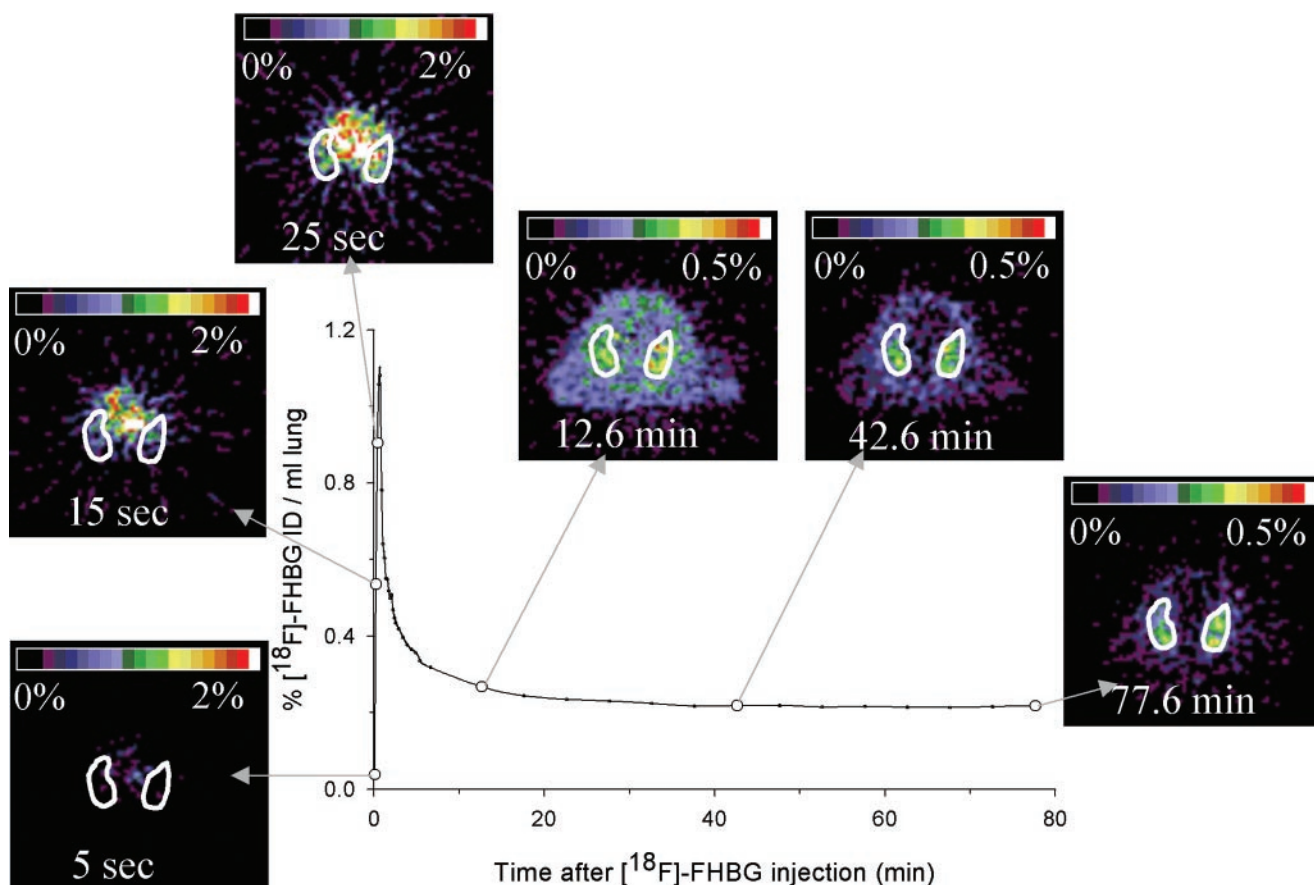 0% 2%
25 sec
0% 2%
15 sec
0% 2%
5 sec
0% 0.5%
12.6 min
0% 0.5%
42.6 min
0% 0.5%
77.6 min
% [18F]-FHBG ID / ml lung
1.2
0.8
0.4
0.0
0 20 40 60 80
Time after [18F]-FHBG injection (min)